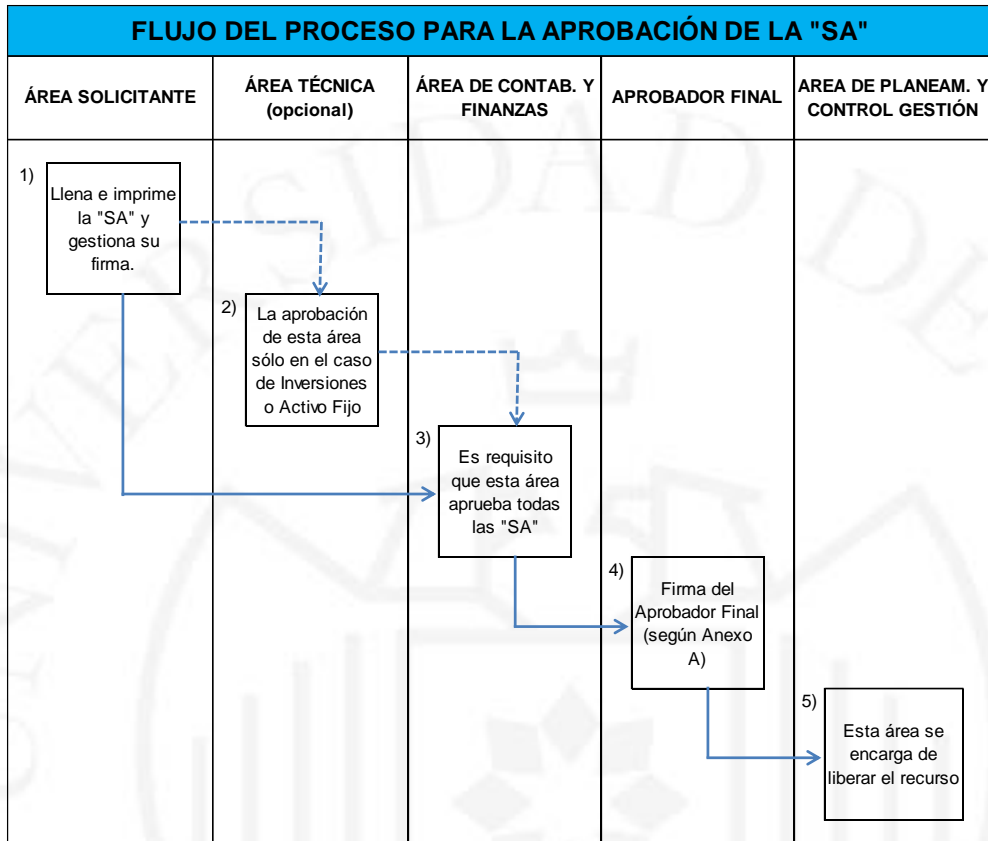 FLUJO DEL PROCESO PARA LA APROBACIÓN DE LA "SA"
ÁREA SOLICITANTE
ÁREA TÉCNICA
(opcional)
ÁREA DE CONTAB. Y
FINANZAS
APROBADOR FINAL
AREA DE PLANEAM. Y
CONTROL GESTIÓN
1)
Llena e imprime
la "SA" y
gestiona su
firma.
2)
La aprobación
de esta área
sólo en el caso
de Inversiones
o Activo Fijo
3)
Es requisito
que esta área
aprueba todas
las "SA"
4)
Firma del
Aprobador Final
(según Anexo
A)
5)
Esta área se
encarga de
liberar el recurso
UNIVERSIDAD DE